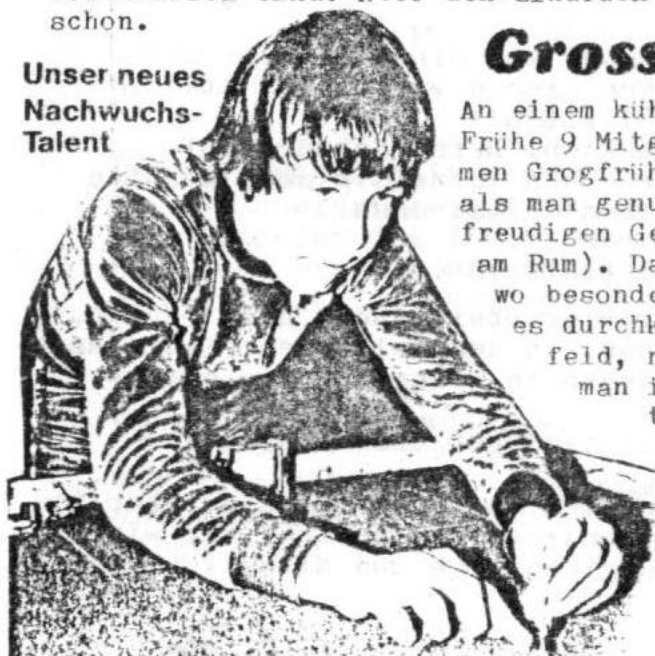 schon.
Unser neues
Nachwuchs-
Talent
Gross
An einem küh
Frühe 9 Mitg
men Grogfrüh
als man genu
freudigen Ge
am Rum). Da
wo besonde
es durchk
feld, 
man i